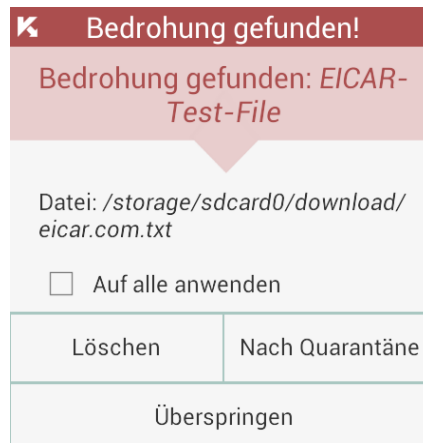 Bedrohung gefunden!
Bedrohung gefunden: EICAR-
Test-File
Datei: /storage/sdcard0/download/
eicar.com.txt
Auf alle anwenden
Löschen
Nach Quarantäne
Überspringen